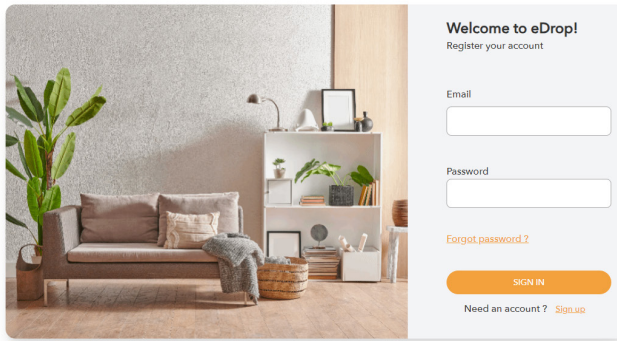 Welcome to eDrop!
Register your account
Email
Password
Forgot password ?
SIGN IN
Need an account ? Sign up